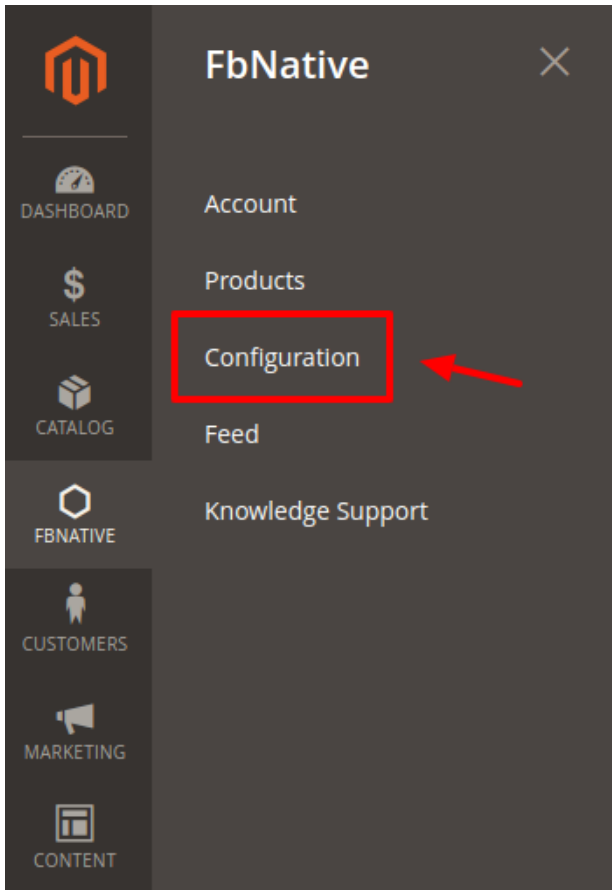 FbNative
DASHBOARD
SALES
CATALOG
FBNATIVE
CUSTOMERS
MARKETING
CONTENT
Account
Products
Configuration
Feed
Knowledge Support